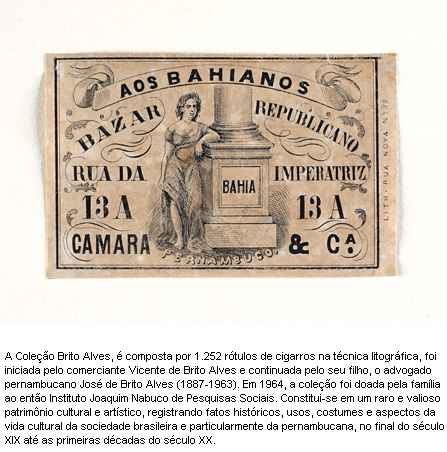 AOS BAHIANOS
BAZAR REPUBLICANO
RUA DA IMPERATRIZ
BAHIA
13 A 13 A
CAMARA & Cª
PERNAMBUCO.
LITH. RUA NOVA Nº
A Coleção Brito Alves, é composta por 1.252 rótulos de cigarros na técnica litográfica, foi
iniciada pelo comerciante Vicente de Brito Alves e continuada pelo seu filho, o advogado
pernambucano José de Brito Alves (1887-1963). Em 1964, a coleção foi doada pela família
ao então Instituto Joaquim Nabuco de Pesquisas Sociais. Constitui-se em um raro e valioso
patrimônio cultural e artístico, registrando fatos históricos, usos, costumes e aspectos da
vida cultural da sociedade brasileira e particularmente da pernambucana, no final do século
XIX até as primeiras décadas do século XX.